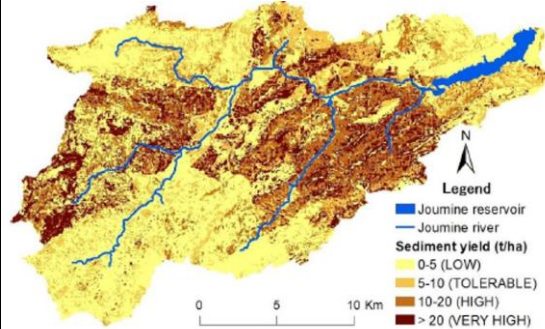 N
Legend
Joumine reservoir
Joumine river
Sediment yield (t/ha)
0-5 (LOW)
5-10 (TOLERABLE)
10-20 (HIGH)
> 20 (VERY HIGH)
0 5 10 Km